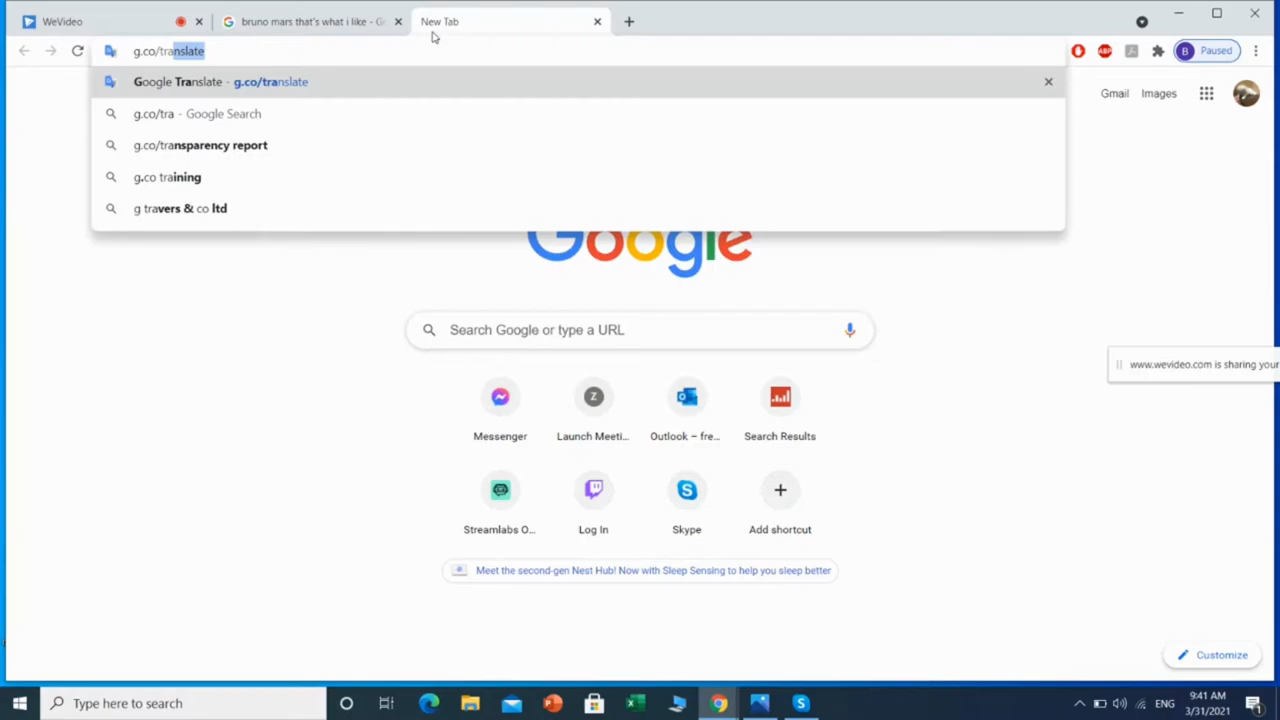 WeVideo
bruno mars that's what i like - G
New Tab
g.co/translate
Paused
Google Translate - g.co/translate
g.co/tra - Google Search
g.co/transparency report
g.co training
g travers & co ltd
Gmail
Images
Google
Search Google or type a URL
www.wevideo.com is sharing your
Messenger
Z
Launch Meeti...
Outlook – fre...
Search Results
Streamlabs O...
Log In
Skype
Add shortcut
Meet the second-gen Nest Hub! Now with Sleep Sensing to help you sleep better
Customize
Type here to search
ENG
9:41 AM
3/31/2021